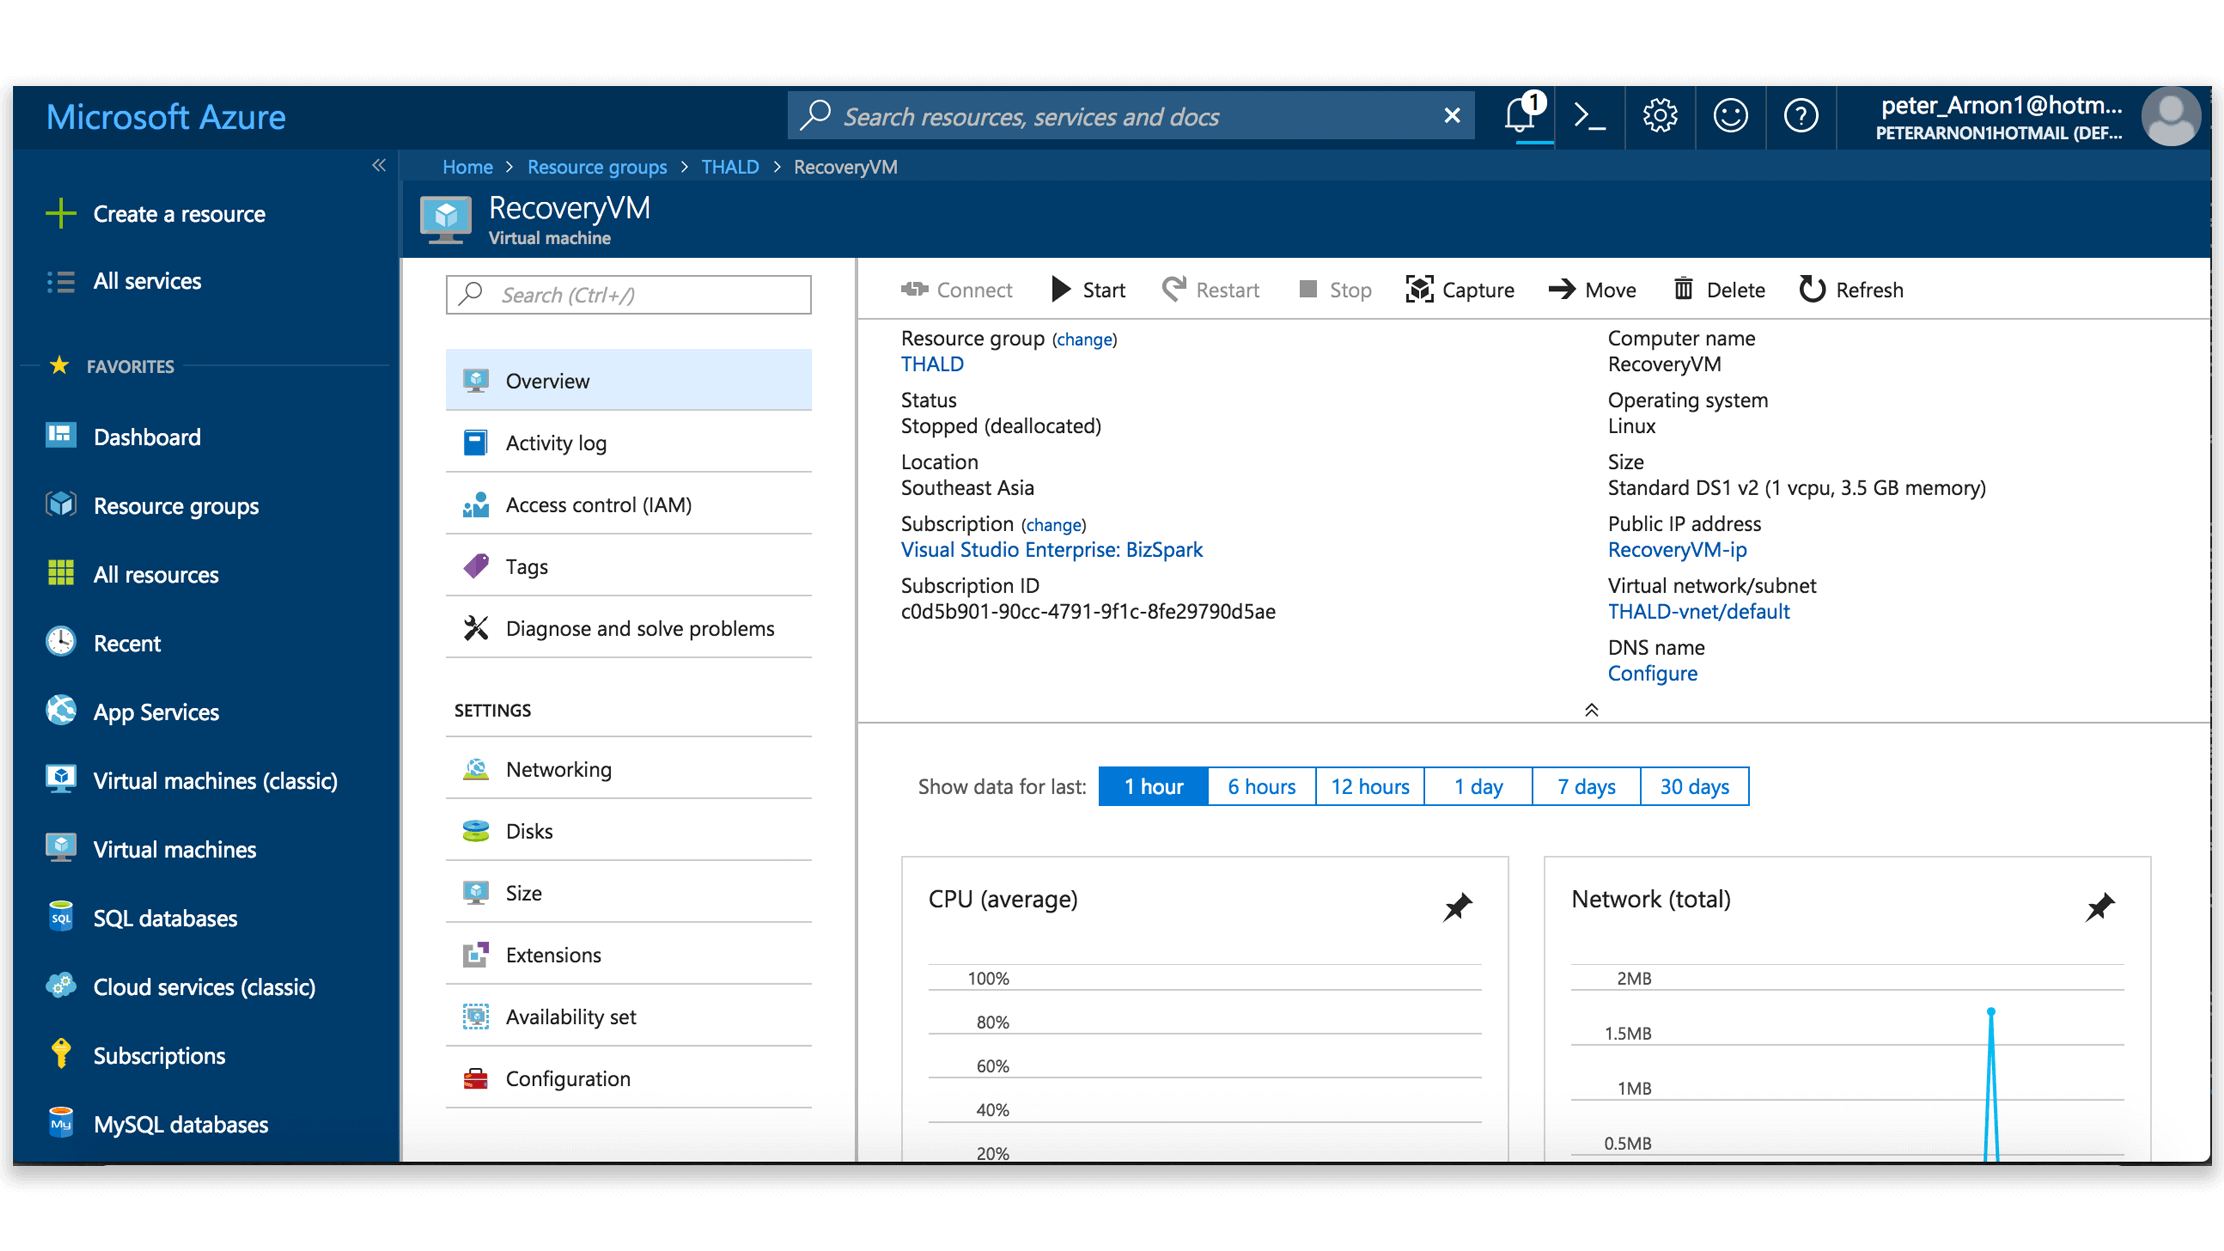 Microsoft Azure
Search resources, services and docs
1
peter_Arnon1@hotm...
PETERARNON1HOTMAIL (DEF...
Home > Resource groups > THALD > RecoveryVM
RecoveryVM
Virtual machine
Create a resource
All services
FAVORITES
Dashboard
Resource groups
All resources
Recent
App Services
Virtual machines (classic)
Virtual machines
SQL
SQL databases
Cloud services (classic)
Subscriptions
My
MySQL databases
Search (Ctrl+/)
Overview
Activity log
Access control (IAM)
Tags
Diagnose and solve problems
SETTINGS
Networking
Disks
Size
Extensions
Availability set
Configuration
Connect Start Restart Stop Capture Move Delete Refresh
Resource group (change)
THALD
Status
Stopped (deallocated)
Location
Southeast Asia
Subscription (change)
Visual Studio Enterprise: BizSpark
Subscription ID
c0d5b901-90cc-4791-9f1c-8fe29790d5ae
Computer name
RecoveryVM
Operating system
Linux
Size
Standard DS1 v2 (1 vcpu, 3.5 GB memory)
Public IP address
RecoveryVM-ip
Virtual network/subnet
THALD-vnet/default
DNS name
Configure
Show data for last: 1 hour 6 hours 12 hours 1 day 7 days 30 days
CPU (average)
100%
80%
60%
40%
20%
Network (total)
2MB
1.5MB
1MB
0.5MB